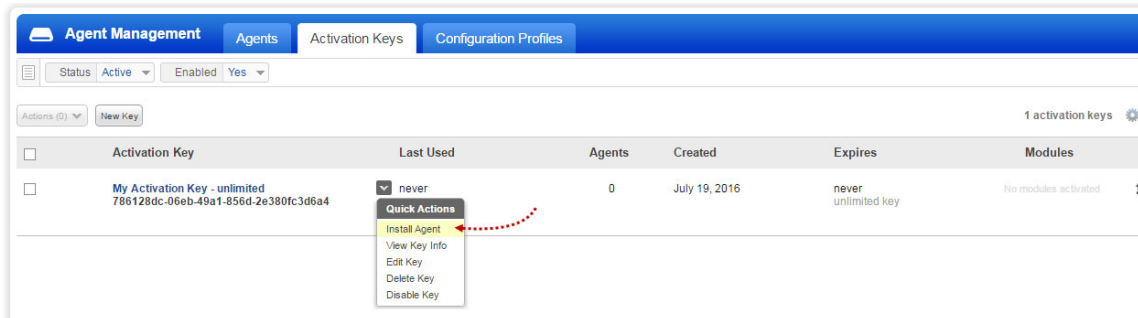 Agent Management Agents Activation Keys Configuration Profiles
Status Active Enabled Yes
Actions (0) New Key 1 activation keys
Activation Key Last Used Agents Created Expires Modules
My Activation Key - unlimited never 0 July 19, 2016 never No modules activated
786128dc-06eb-49a1-856d-2e380fc3d6a4 unlimited key
Quick Actions
Install Agent
View Key Info
Edit Key
Delete Key
Disable Key